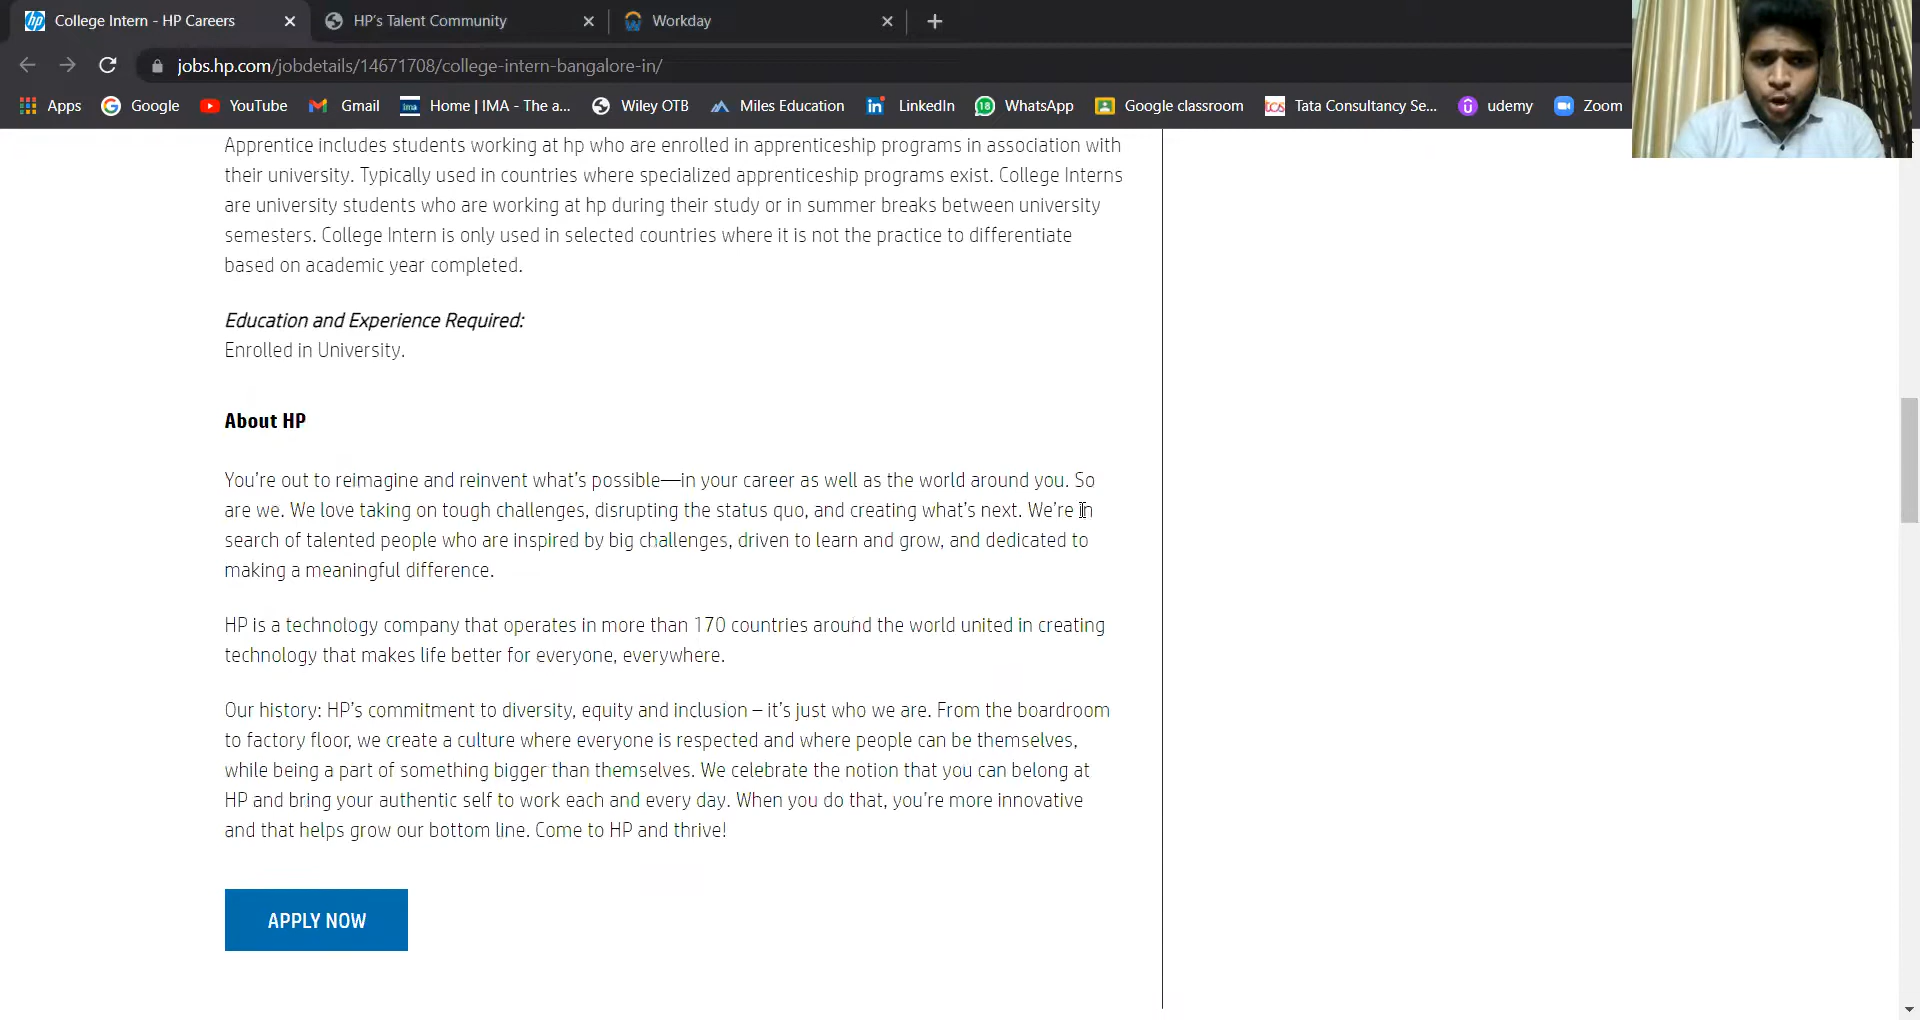 hp College Intern - HP Careers
HP's Talent Community
Workday
jobs.hp.com/jobdetails/14671708/college-intern-bangalore-in/
Apps Google YouTube Gmail ima Home | IMA - The a... Wiley OTB Miles Education in LinkedIn 18 WhatsApp Google classroom tcs Tata Consultancy Se... udemy Zoom
Apprentice includes students working at hp who are enrolled in apprenticeship programs in association with
their university. Typically used in countries where specialized apprenticeship programs exist. College Interns
are university students who are working at hp during their study or in summer breaks between university
semesters. College Intern is only used in selected countries where it is not the practice to differentiate
based on academic year completed.
Education and Experience Required:
Enrolled in University.
About HP
You're out to reimagine and reinvent what's possible—in your career as well as the world around you. So
are we. We love taking on tough challenges, disrupting the status quo, and creating what's next. We're in
search of talented people who are inspired by big challenges, driven to learn and grow, and dedicated to
making a meaningful difference.
HP is a technology company that operates in more than 170 countries around the world united in creating
technology that makes life better for everyone, everywhere.
Our history: HP's commitment to diversity, equity and inclusion – it's just who we are. From the boardroom
to factory floor, we create a culture where everyone is respected and where people can be themselves,
while being a part of something bigger than themselves. We celebrate the notion that you can belong at
HP and bring your authentic self to work each and every day. When you do that, you're more innovative
and that helps grow our bottom line. Come to HP and thrive!
APPLY NOW